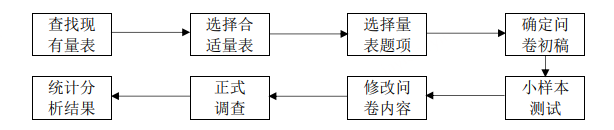 查找现
有量表
选择合
适量表
选择量
表题项
确定问
卷初稿
小样本
测试
修改问
卷内容
正式
调查
统计分
析结果